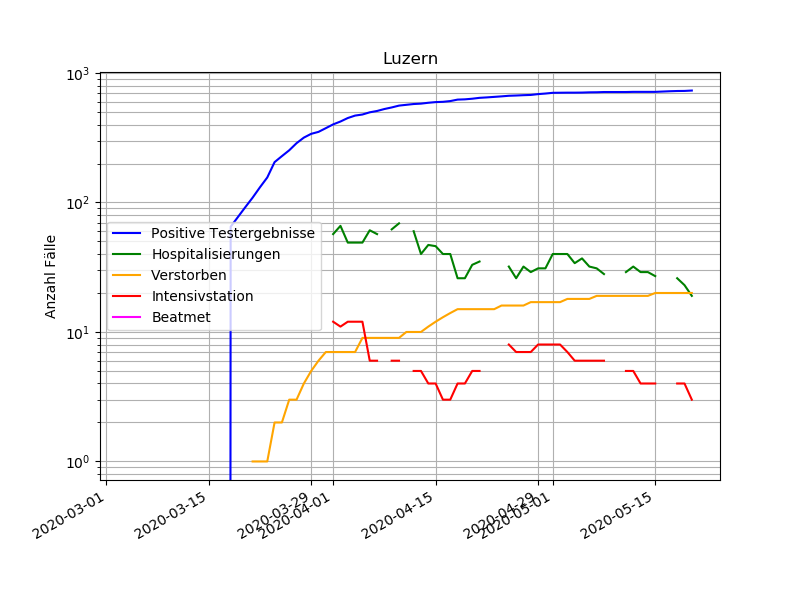 Luzern
Anzahl Fälle
10³
10²
10¹
10⁰
Positive Testergebnisse
Hospitalisierungen
Verstorben
Intensivstation
Beatmet
2020-03-01
2020-03-15
2020-03-29
2020-04-01
2020-04-15
2020-04-29
2020-05-01
2020-05-15